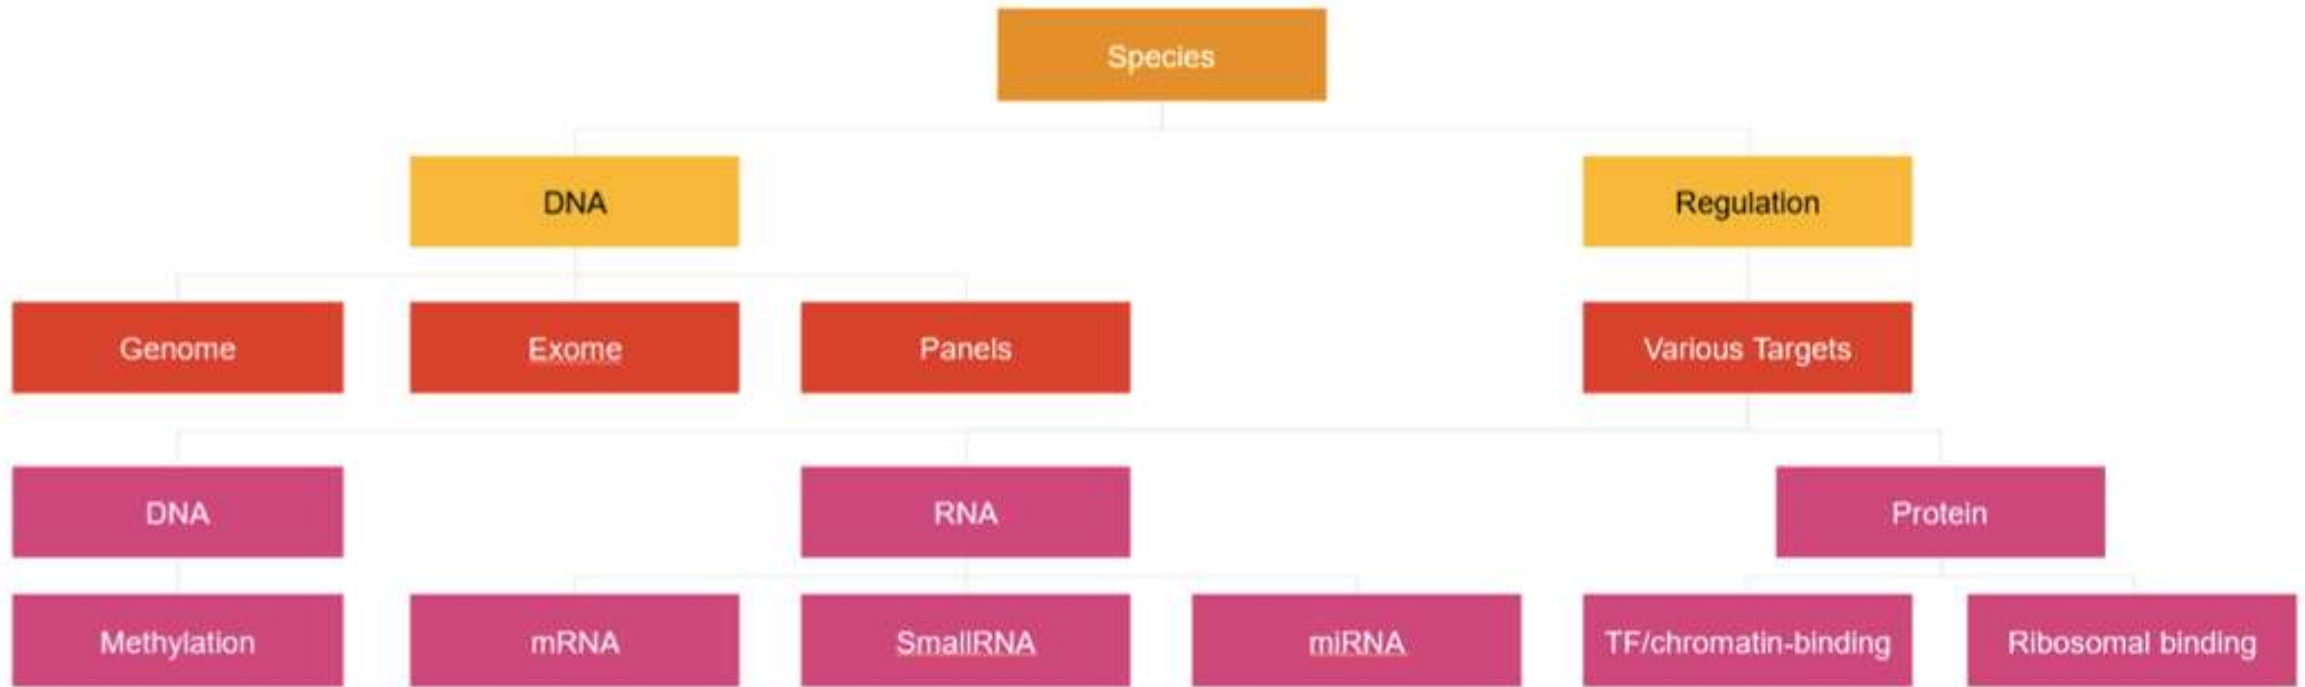 Species
DNA
Regulation
Genome
Exome
Panels
Various Targets
DNA
RNA
Protein
Methylation
mRNA
SmallRNA
miRNA
TF/chromatin-binding
Ribosomal binding